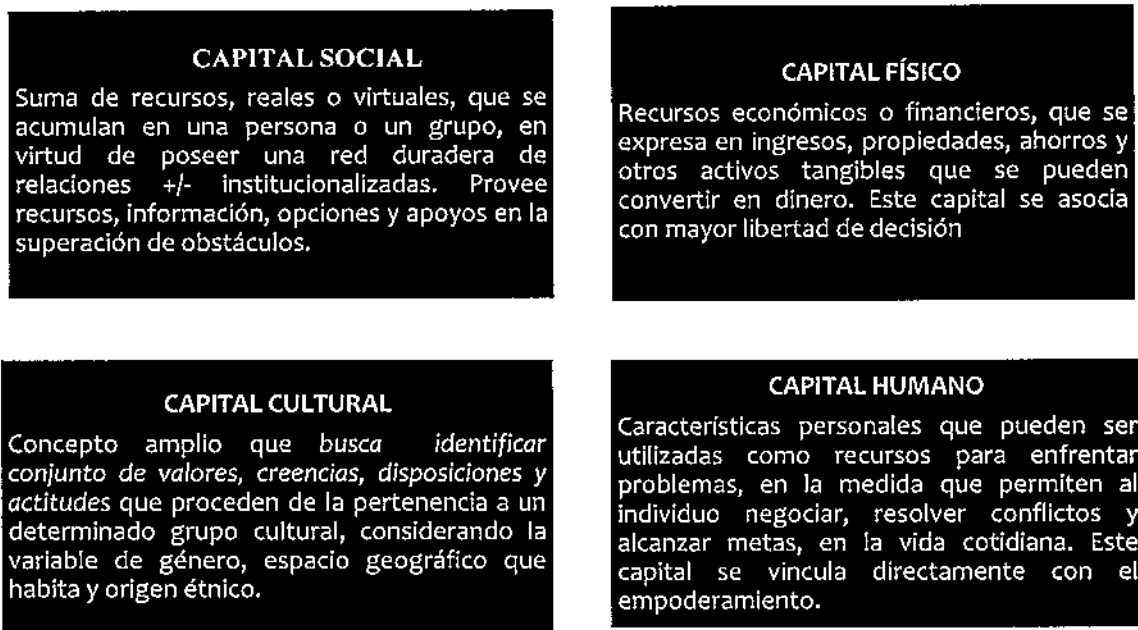 CAPITAL SOCIAL
Suma de recursos, reales o virtuales, que se
acumulan en una persona o un grupo, en
virtud de poseer una red duradera de
relaciones +/- institucionalizadas. Provee
recursos, información, opciones y apoyos en la
superación de obstáculos.
CAPITAL FÍSICO
Recursos económicos o financieros, que se
expresa en ingresos, propiedades, ahorros y
otros activos tangibles que se pueden
convertir en dinero. Este capital se asocia
con mayor libertad de decisión
CAPITAL CULTURAL
Concepto amplio que busca identificar
conjunto de valores, creencias, disposiciones y
actitudes que proceden de la pertenencia a un
determinado grupo cultural, considerando la
variable de género, espacio geográfico que
habita y origen étnico.
CAPITAL HUMANO
Características personales que pueden ser
utilizadas como recursos para enfrentar
problemas, en la medida que permiten al
individuo negociar, resolver conflictos y
alcanzar metas, en la vida cotidiana. Este
capital se vincula directamente con el
empoderamiento.